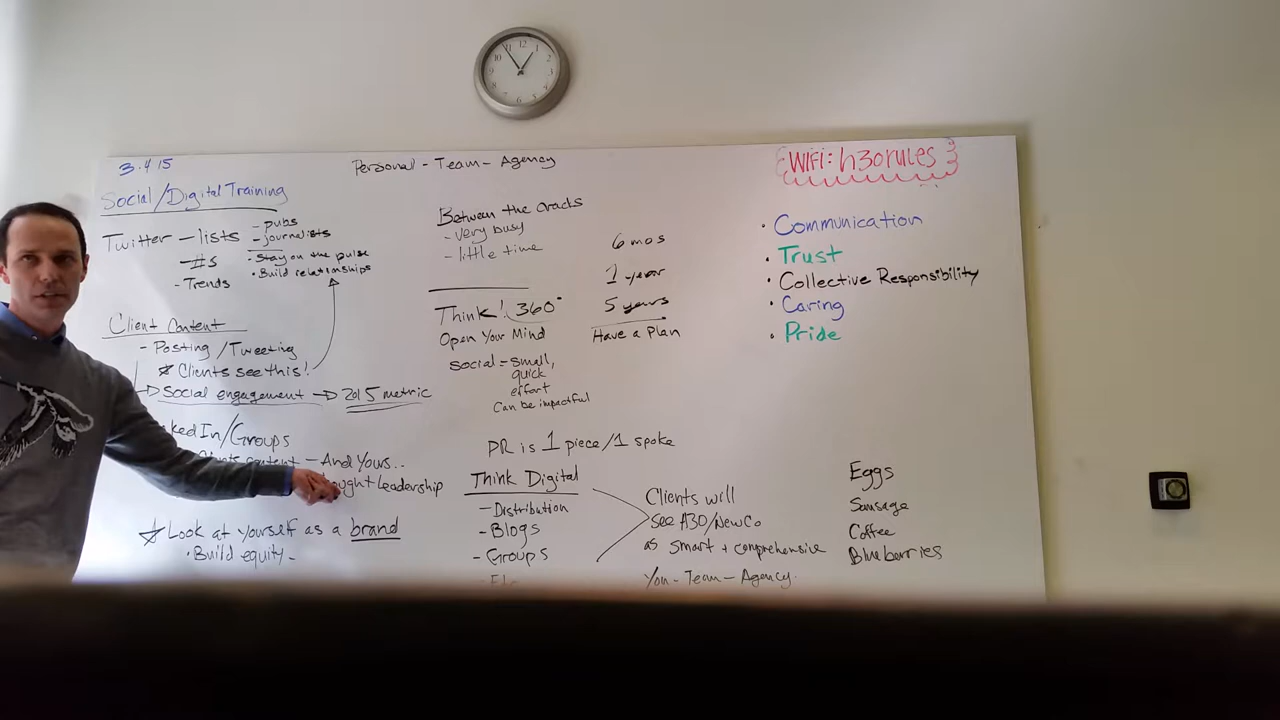 3.4.15
Personal - Team - Agency
WIFI: h3orules
Social/Digital Training
Twitter - lists
- pubs
- journalists
- #s
• Stay on the pulse
• Build relationships
- Trends
Client Content
- Posting/Tweeting
* Clients see this!
Social engagement → 2015 metric
In/Groups
content - And Yours..
Leadership
☆ Look at yourself as a brand
• Build equity -
Between the cracks
- very busy
- little time
Think! 360°
Open Your Mind
Social = small,
quick
effort
Can be impactful
6 mos
1 year
5 years
Have a Plan
PR is 1 piece/1 spoke
Think Digital
- Distribution
- Blogs
- Groups
Clients will
see A30/NewCo
as smart + comprehensive
You - Team - Agency.
• Communication
• Trust
• Collective Responsibility
• Caring
• Pride
Eggs
Sausage
Coffee
Blueberries